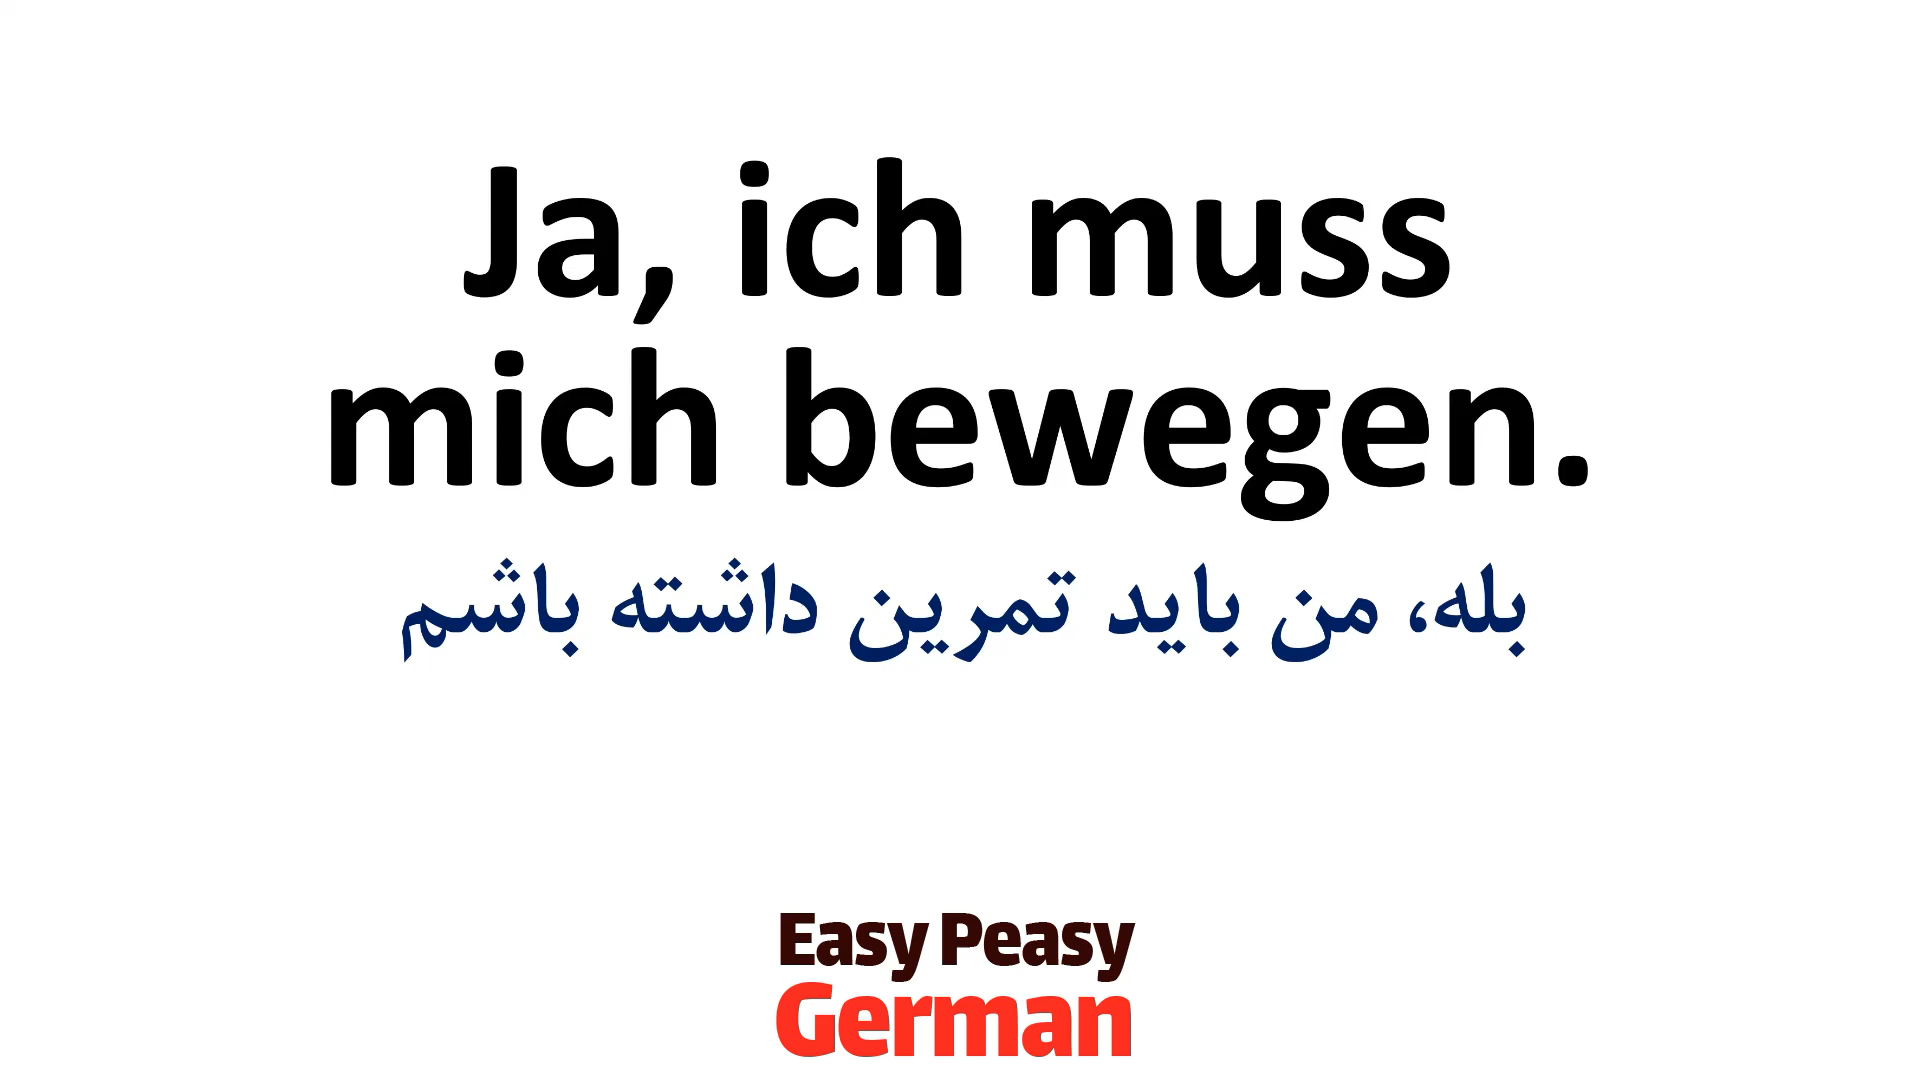 Ja, ich muss
mich bewegen.
بله، من باید تمرین داشته باشم
Easy Peasy
German